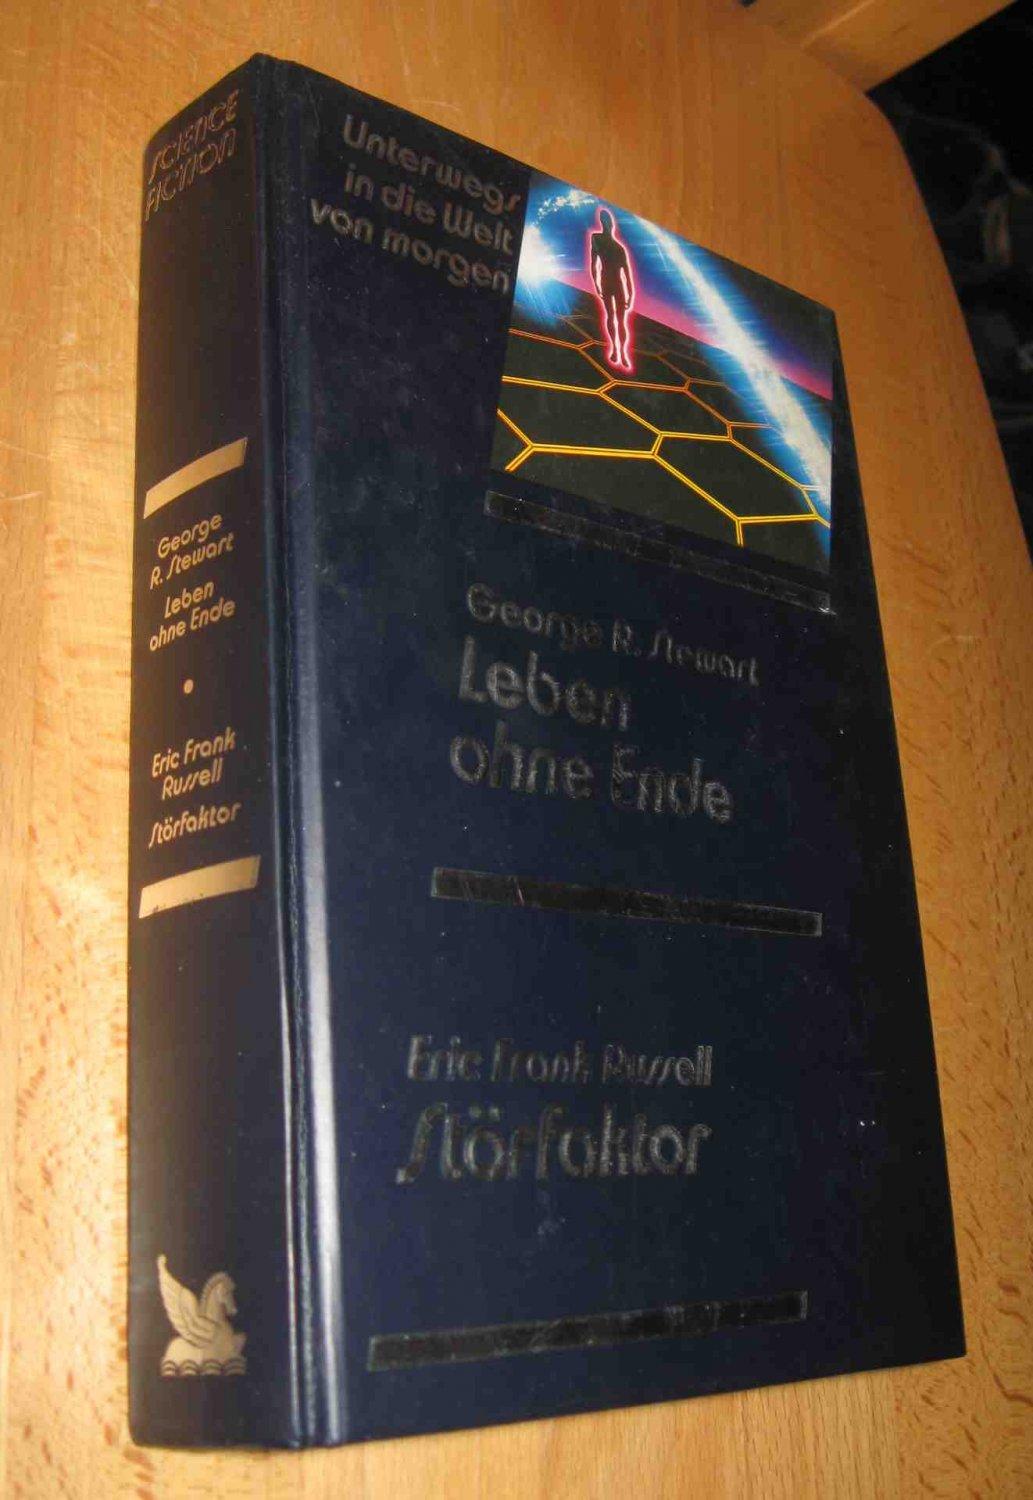 SCIENCE
FICTION
George
R. Stewart
Leben
ohne Ende
Eric Frank
Russell
Störfaktor
Unterwegs
in die Welt
von morgen
George R. Stewart
Leben
ohne Ende
Eric Frank Russell
Störfaktor